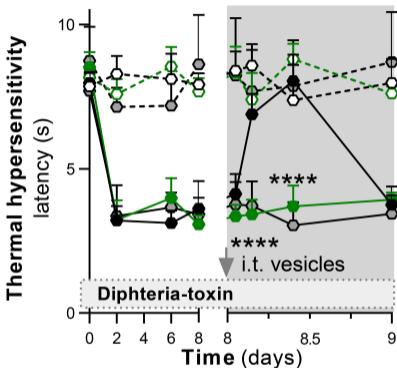 Thermal hypersensitivity
latency (s)
10
5
0
****
****
i.t. vesicles
Diphteria-toxin
0 2 4 6 8 8 8.5 9
Time (days)